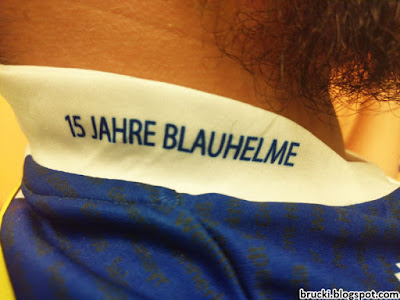 15 JAHRE BLAUHELME
brucki.blogspot.com